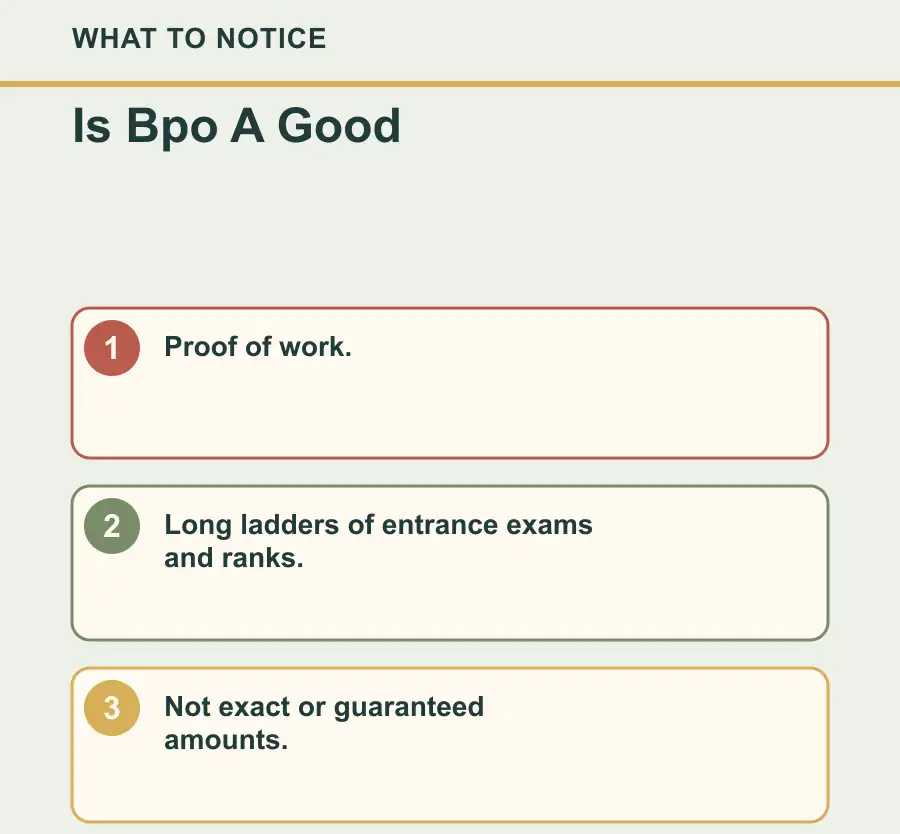 WHAT TO NOTICE
Is Bpo A Good
1
Proof of work.
2
Long ladders of entrance exams
and ranks.
3
Not exact or guaranteed
amounts.